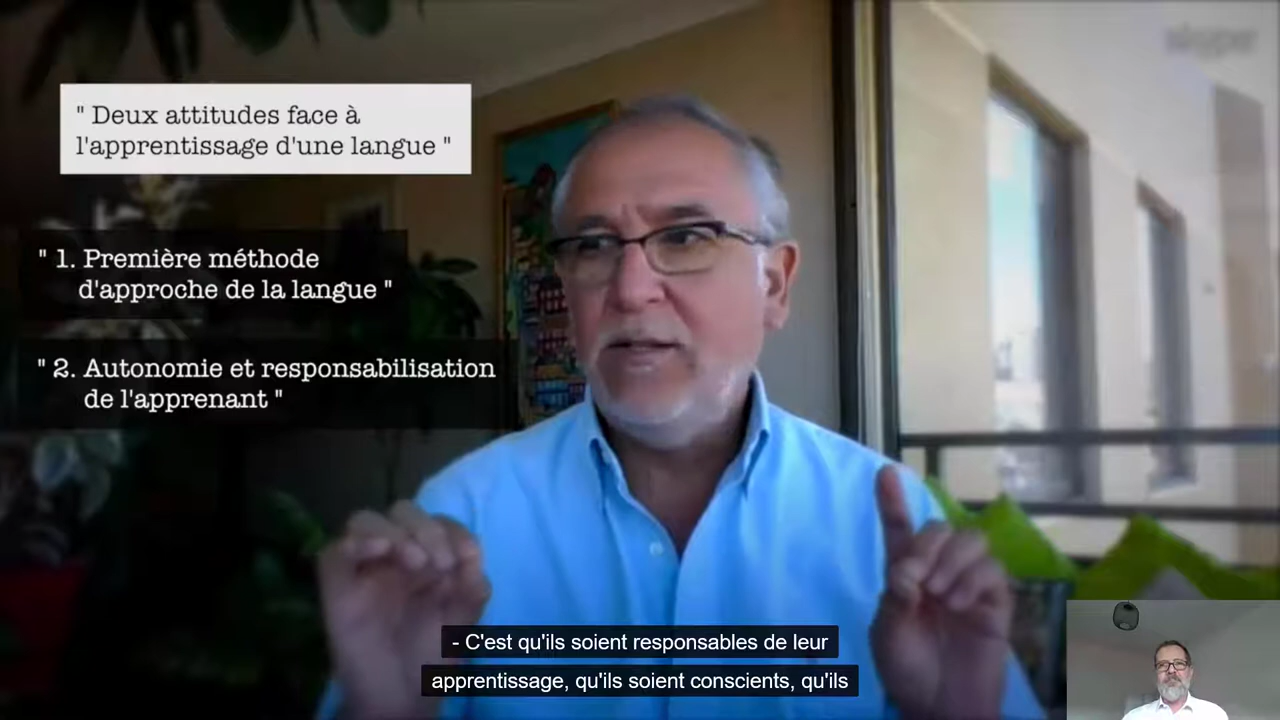 " Deux attitudes face à
l'apprentissage d'une langue "
" 1. Première méthode
d'approche de la langue "
" 2. Autonomie et responsabilisation
de l'apprenant "
- C'est qu'ils soient responsables de leur
apprentissage, qu'ils soient conscients, qu'ils